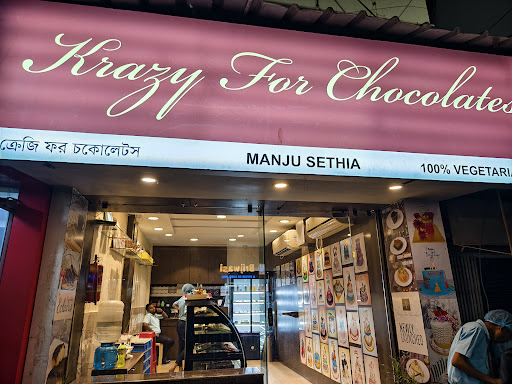 Krazy For Chocolates
ক্রেজি ফর চকোলেটস
MANJU SETHIA
100% VEGETARIA